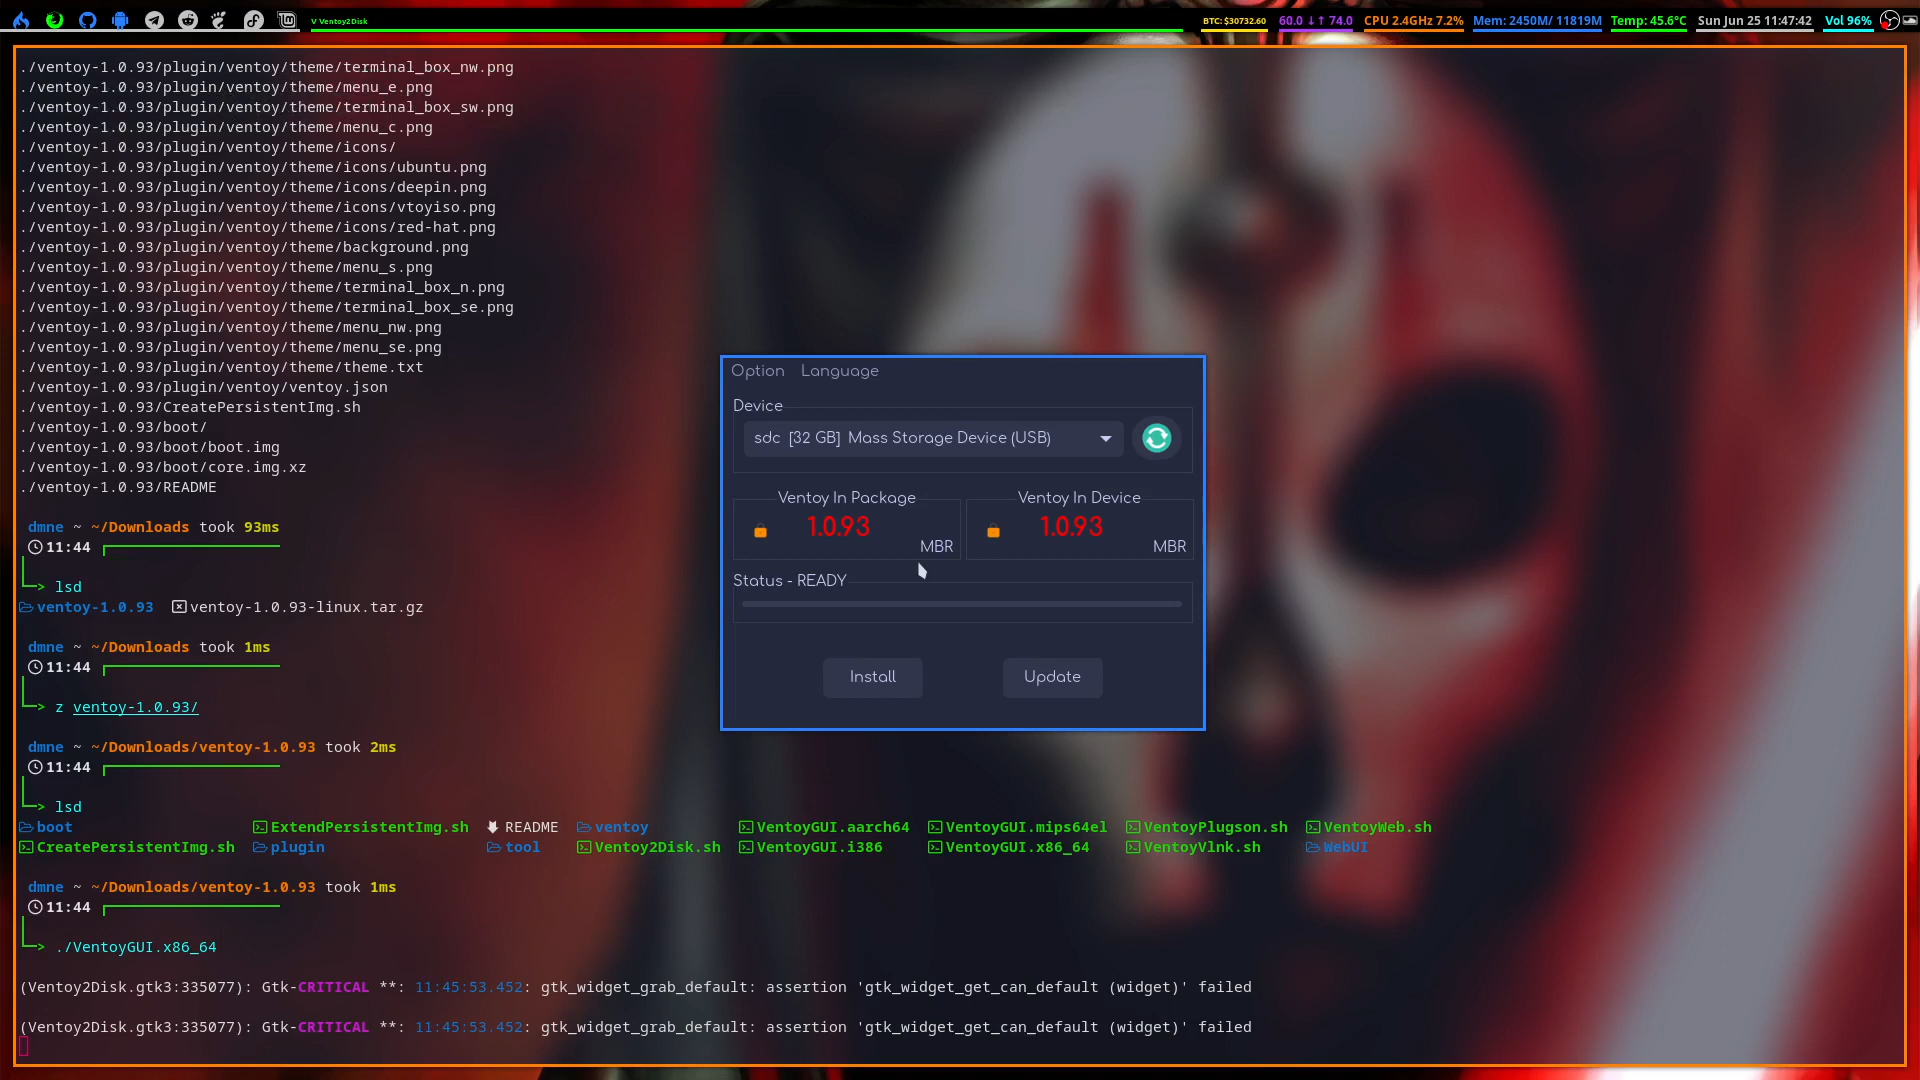 V Ventoy2Disk
BTC: $30732.60
60.0 ↓↑ 74.0
CPU 2.4GHz 7.2%
Mem: 2450M/ 11819M
Temp: 45.6°C
Sun Jun 25 11:47:42
Vol 96%
./ventoy-1.0.93/plugin/ventoy/theme/terminal_box_nw.png
./ventoy-1.0.93/plugin/ventoy/theme/menu_e.png
./ventoy-1.0.93/plugin/ventoy/theme/terminal_box_sw.png
./ventoy-1.0.93/plugin/ventoy/theme/menu_c.png
./ventoy-1.0.93/plugin/ventoy/theme/icons/
./ventoy-1.0.93/plugin/ventoy/theme/icons/ubuntu.png
./ventoy-1.0.93/plugin/ventoy/theme/icons/deepin.png
./ventoy-1.0.93/plugin/ventoy/theme/icons/vtoyiso.png
./ventoy-1.0.93/plugin/ventoy/theme/icons/red-hat.png
./ventoy-1.0.93/plugin/ventoy/theme/background.png
./ventoy-1.0.93/plugin/ventoy/theme/menu_s.png
./ventoy-1.0.93/plugin/ventoy/theme/terminal_box_n.png
./ventoy-1.0.93/plugin/ventoy/theme/terminal_box_se.png
./ventoy-1.0.93/plugin/ventoy/theme/menu_nw.png
./ventoy-1.0.93/plugin/ventoy/theme/menu_se.png
./ventoy-1.0.93/plugin/ventoy/theme/theme.txt
./ventoy-1.0.93/plugin/ventoy/ventoy.json
./ventoy-1.0.93/CreatePersistentImg.sh
./ventoy-1.0.93/boot/
./ventoy-1.0.93/boot/boot.img
./ventoy-1.0.93/boot/core.img.xz
./ventoy-1.0.93/README
dmne ~ ~/Downloads took 93ms
11:44
> lsd
ventoy-1.0.93 ventoy-1.0.93-linux.tar.gz
dmne ~ ~/Downloads took 1ms
11:44
> z ventoy-1.0.93/
dmne ~ ~/Downloads/ventoy-1.0.93 took 2ms
11:44
> lsd
boot ExtendPersistentImg.sh README ventoy VentoyGUI.aarch64 VentoyGUI.mips64el VentoyPlugson.sh VentoyWeb.sh
CreatePersistentImg.sh plugin tool Ventoy2Disk.sh VentoyGUI.i386 VentoyGUI.x86_64 VentoyVlnk.sh WebUI
dmne ~ ~/Downloads/ventoy-1.0.93 took 1ms
11:44
> ./VentoyGUI.x86_64
(Ventoy2Disk.gtk3:335077): Gtk-CRITICAL **: 11:45:53.452: gtk_widget_grab_default: assertion 'gtk_widget_get_can_default (widget)' failed
(Ventoy2Disk.gtk3:335077): Gtk-CRITICAL **: 11:45:53.452: gtk_widget_grab_default: assertion 'gtk_widget_get_can_default (widget)' failed
Option Language
Device
sdc [32 GB] Mass Storage Device (USB)
Ventoy In Package
1.0.93
MBR
Ventoy In Device
1.0.93
MBR
Status - READY
Install
Update